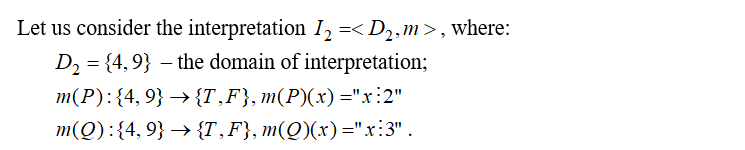 Let us consider the interpretation I₂ =< D₂, m >, where:
D₂ = {4, 9} – the domain of interpretation;
m(P) : {4, 9} → {T, F}, m(P)(x) ="x⋮2"
m(Q) : {4, 9} → {T, F}, m(Q)(x) ="x⋮3" .